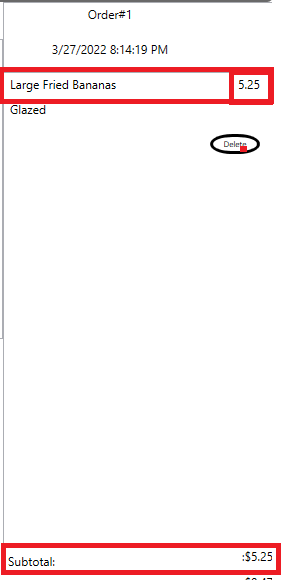 Order#1
3/27/2022 8:14:19 PM
Large Fried Bananas 5.25
Glazed
Delete
Subtotal: :$5.25